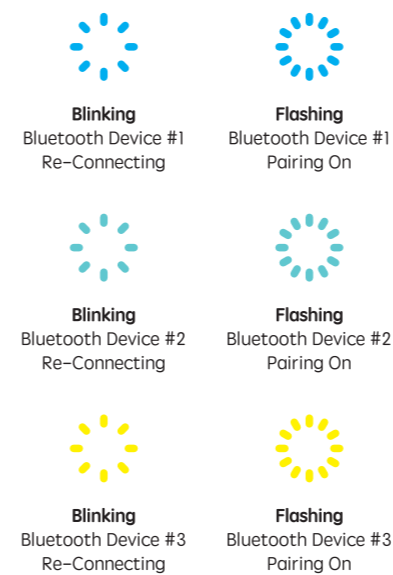 Blinking
Bluetooth Device #1
Re-Connecting
Flashing
Bluetooth Device #1
Pairing On
Blinking
Bluetooth Device #2
Re-Connecting
Flashing
Bluetooth Device #2
Pairing On
Blinking
Bluetooth Device #3
Re-Connecting
Flashing
Bluetooth Device #3
Pairing On